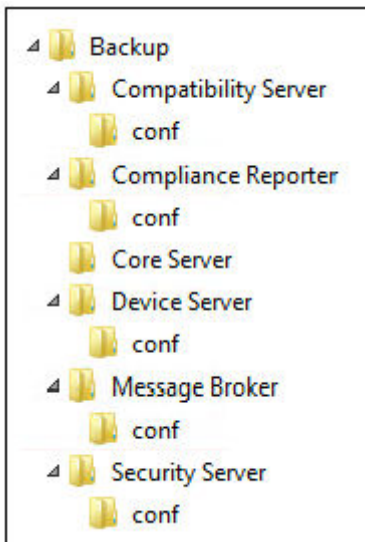 Backup
Compatibility Server
conf
Compliance Reporter
conf
Core Server
Device Server
conf
Message Broker
conf
Security Server
conf